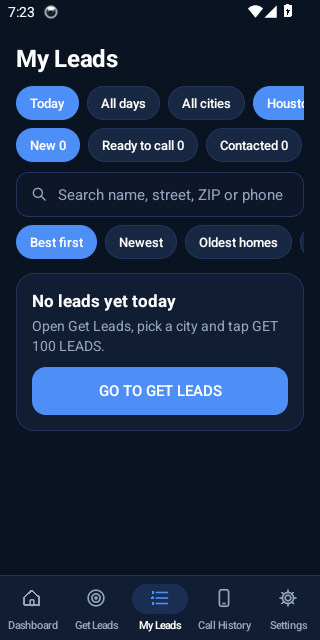 7:23
My Leads
Today
All days
All cities
Housto
New 0
Ready to call 0
Contacted 0
Search name, street, ZIP or phone
Best first
Newest
Oldest homes
No leads yet today
Open Get Leads, pick a city and tap GET
100 LEADS.
GO TO GET LEADS
Dashboard
Get Leads
My Leads
Call History
Settings